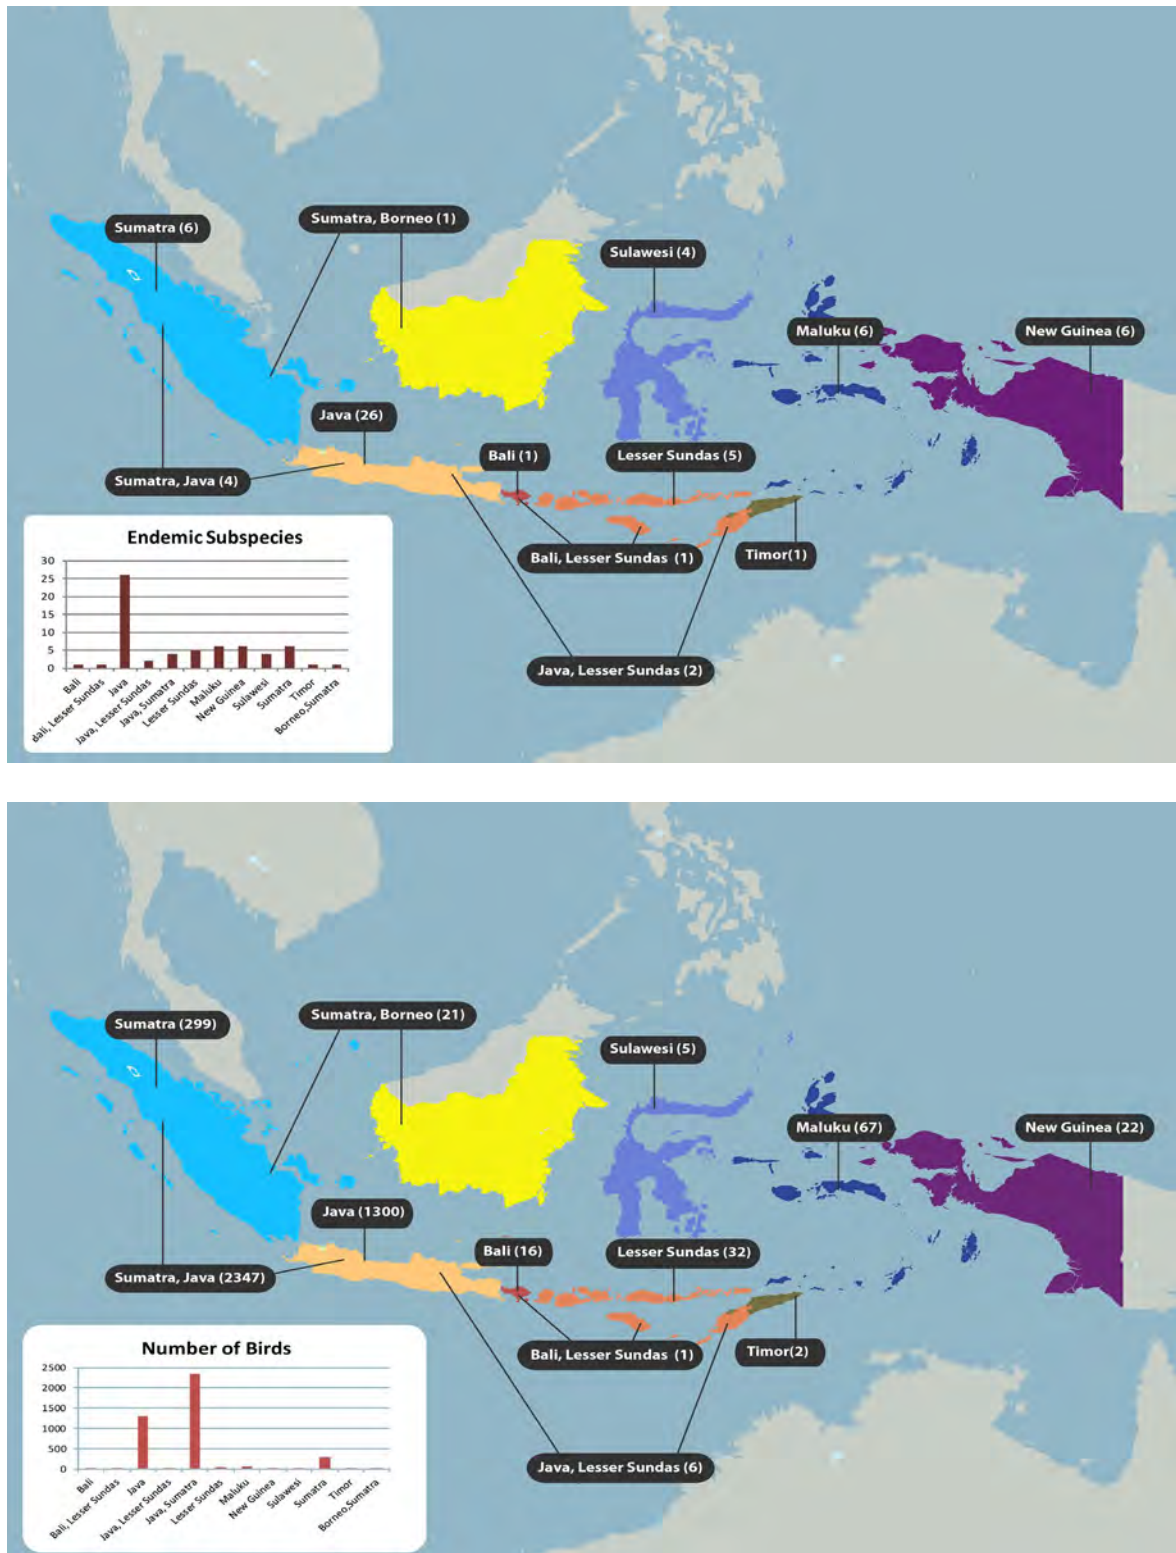 Sumatra (6)
Sumatra, Borneo (1)
Sulawesi (4)
Maluku (6)
New Guinea (6)
Java (26)
Bali (1)
Lesser Sundas (5)
Sumatra, Java (4)
Bali, Lesser Sundas (1)
Timor(1)
Java, Lesser Sundas (2)
Endemic Subspecies
30
25
20
15
10
5
0
Bali
Bali, Lesser Sundas
Java
Java, Lesser Sundas
Java, Sumatra
Lesser Sundas
Maluku
New Guinea
Sulawesi
Sumatra
Timor
Borneo,Sumatra
Sumatra (299)
Sumatra, Borneo (21)
Sulawesi (5)
Maluku (67)
New Guinea (22)
Java (1300)
Bali (16)
Lesser Sundas (32)
Sumatra, Java (2347)
Bali, Lesser Sundas (1)
Timor(2)
Java, Lesser Sundas (6)
Number of Birds
2500
2000
1500
1000
500
0
Bali
Bali, Lesser Sundas
Java
Java, Lesser Sundas
Java, Sumatra
Lesser Sundas
Maluku
New Guinea
Sulawesi
Sumatra
Timor
Borneo,Sumatra